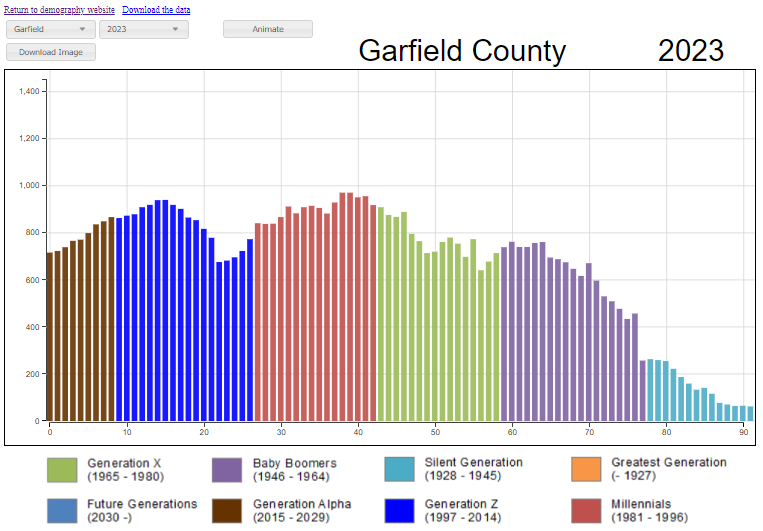 Return to demography website Download the data
Garfield 2023 Animate
Download Image
Garfield County 2023
1,400
1,200
1,000
800
600
400
200
0
0 10 20 30 40 50 60 70 80 90
Generation X Baby Boomers Silent Generation Greatest Generation
(1965 - 1980) (1946 - 1964) (1928 - 1945) (- 1927)
Future Generations Generation Alpha Generation Z Millennials
(2030 -) (2015 - 2029) (1997 - 2014) (1981 - 1996)